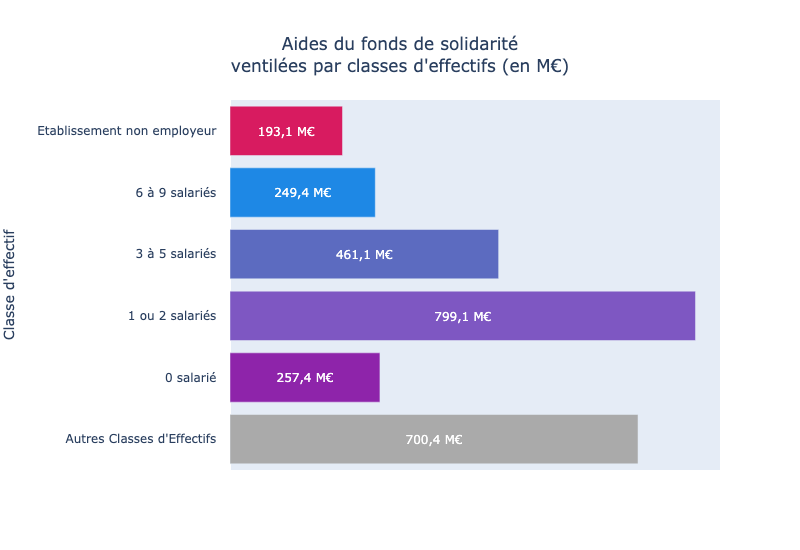 Aides du fonds de solidarité
ventilées par classes d'effectifs (en M€)
Classe d'effectif
Etablissement non employeur
193,1 M€
6 à 9 salariés
249,4 M€
3 à 5 salariés
461,1 M€
1 ou 2 salariés
799,1 M€
0 salarié
257,4 M€
Autres Classes d'Effectifs
700,4 M€